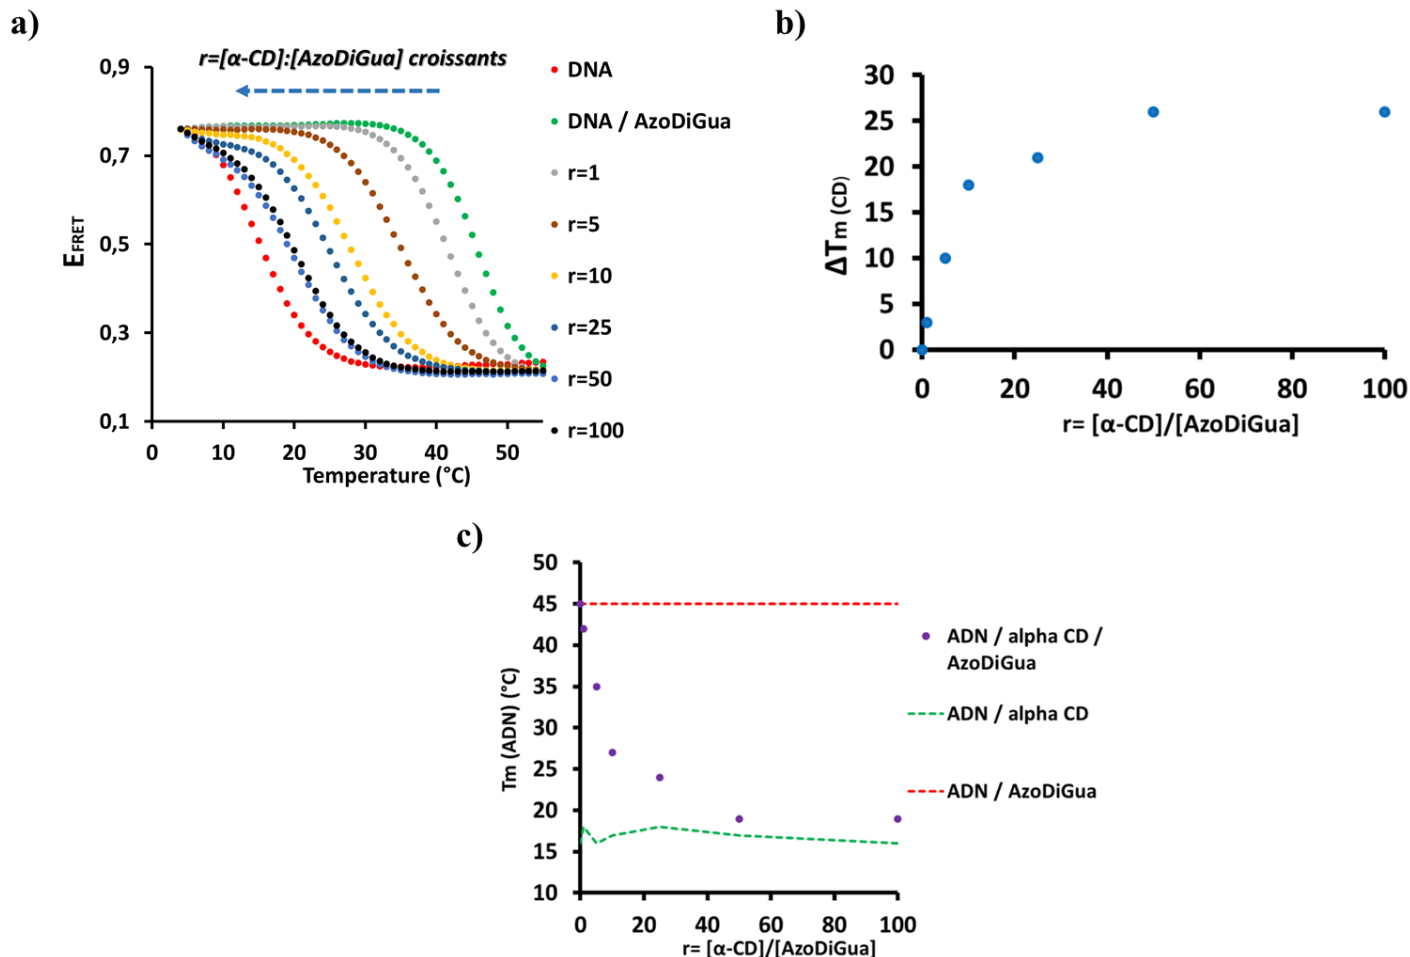 a)
r=[α-CD]:[AzoDiGua] croissants
0,9
0,7
0,5
0,3
0,1
EFRET
0
10
20
30
40
50
Temperature (°C)
DNA
DNA / AzoDiGua
r=1
r=5
r=10
r=25
r=50
r=100
b)
30
25
20
15
10
5
0
ΔTm (CD)
0
20
40
60
80
100
r= [α-CD]/[AzoDiGua]
c)
50
45
40
35
30
25
20
15
10
Tm (ADN) (°C)
0
20
40
60
80
100
r= [α-CD]/[AzoDiGua]
ADN / alpha CD /
AzoDiGua
ADN / alpha CD
ADN / AzoDiGua